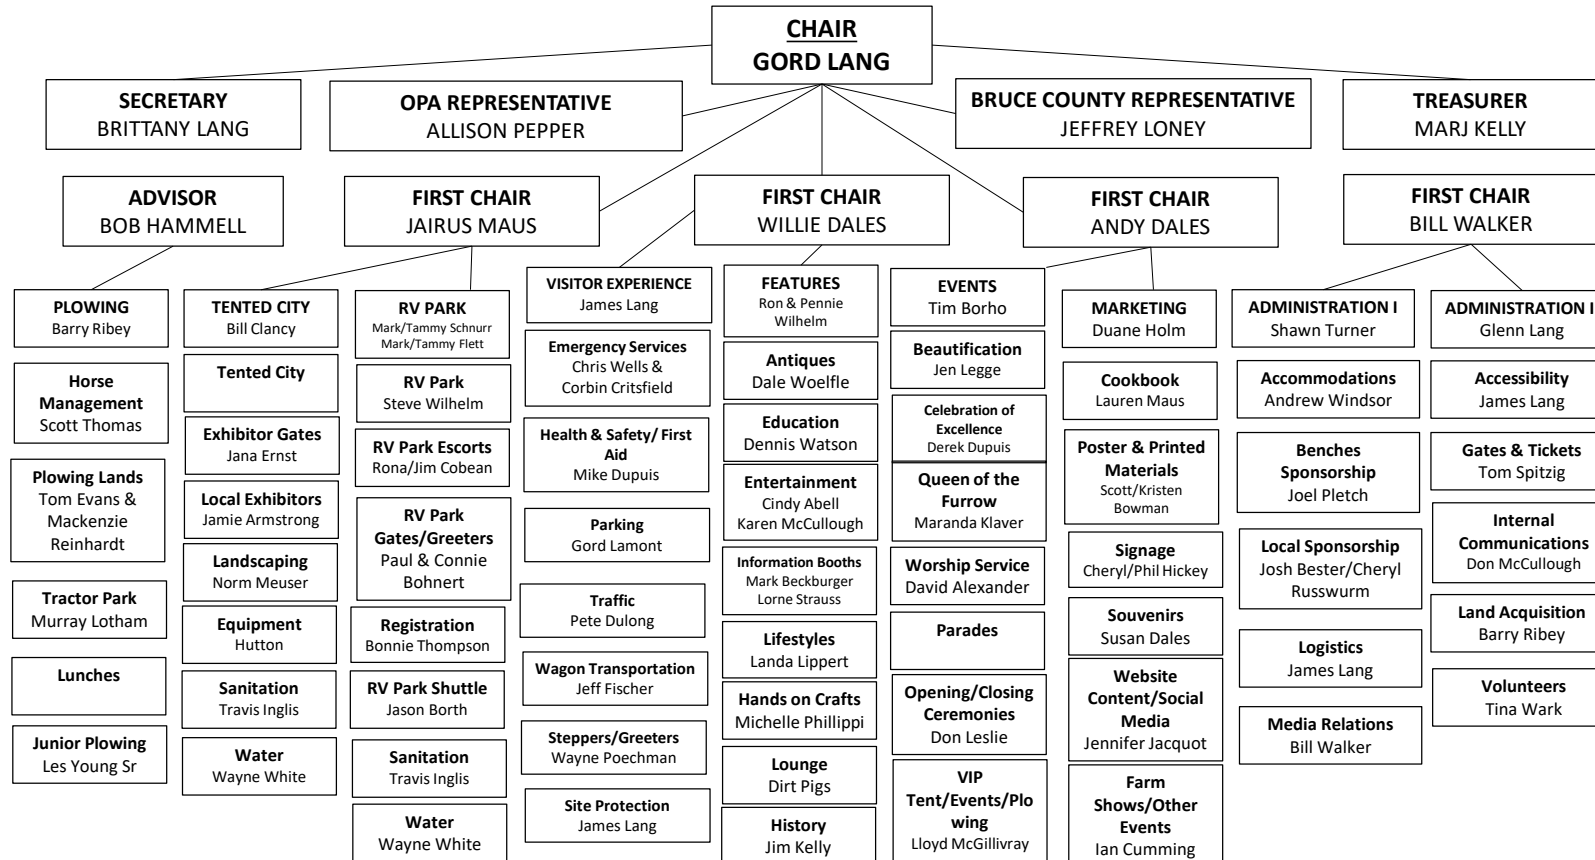 CHAIR
GORD LANG
SECRETARY
BRITTANY LANG
OPA REPRESENTATIVE
ALLISON PEPPER
BRUCE COUNTY REPRESENTATIVE
JEFFREY LONEY
TREASURER
MARJ KELLY
ADVISOR
BOB HAMMELL
FIRST CHAIR
JAIRUS MAUS
FIRST CHAIR
WILLIE DALES
FIRST CHAIR
ANDY DALES
FIRST CHAIR
BILL WALKER
PLOWING
Barry Ribey
Horse
Management
Scott Thomas
Plowing Lands
Tom Evans &
Mackenzie
Reinhardt
Tractor Park
Murray Lotham
Lunches
Junior Plowing
Les Young Sr
TENTED CITY
Bill Clancy
Tented City
Exhibitor Gates
Jana Ernst
Local Exhibitors
Jamie Armstrong
Landscaping
Norm Meuser
Equipment
Hutton
Sanitation
Travis Inglis
Water
Wayne White
RV PARK
Mark/Tammy Schnurr
Mark/Tammy Flett
RV Park
Steve Wilhelm
RV Park Escorts
Rona/Jim Cobean
RV Park
Gates/Greeters
Paul & Connie
Bohnert
Registration
Bonnie Thompson
RV Park Shuttle
Jason Borth
Sanitation
Travis Inglis
Water
Wayne White
VISITOR EXPERIENCE
James Lang
Emergency Services
Chris Wells &
Corbin Critsfield
Health & Safety/ First
Aid
Mike Dupuis
Parking
Gord Lamont
Traffic
Pete Dulong
Wagon Transportation
Jeff Fischer
Steppers/Greeters
Wayne Poechman
Site Protection
James Lang
FEATURES
Ron & Pennie
Wilhelm
Antiques
Dale Woelfle
Education
Dennis Watson
Entertainment
Cindy Abell
Karen McCullough
Information Booths
Mark Beckburger
Lorne Strauss
Lifestyles
Landa Lippert
Hands on Crafts
Michelle Phillippi
Lounge
Dirt Pigs
History
Jim Kelly
EVENTS
Tim Borho
Beautification
Jen Legge
Celebration of
Excellence
Derek Dupuis
Queen of the
Furrow
Maranda Klaver
Worship Service
David Alexander
Parades
Opening/Closing
Ceremonies
Don Leslie
VIP
Tent/Events/Plo
wing
Lloyd McGillivray
MARKETING
Duane Holm
Cookbook
Lauren Maus
Poster & Printed
Materials
Scott/Kristen
Bowman
Signage
Cheryl/Phil Hickey
Souvenirs
Susan Dales
Website
Content/Social
Media
Jennifer Jacquot
Farm
Shows/Other
Events
Ian Cumming
ADMINISTRATION I
Shawn Turner
Accommodations
Andrew Windsor
Benches
Sponsorship
Joel Pletch
Local Sponsorship
Josh Bester/Cheryl
Russwurm
Logistics
James Lang
Media Relations
Bill Walker
ADMINISTRATION I
Glenn Lang
Accessibility
James Lang
Gates & Tickets
Tom Spitzig
Internal
Communications
Don McCullough
Land Acquisition
Barry Ribey
Volunteers
Tina Wark